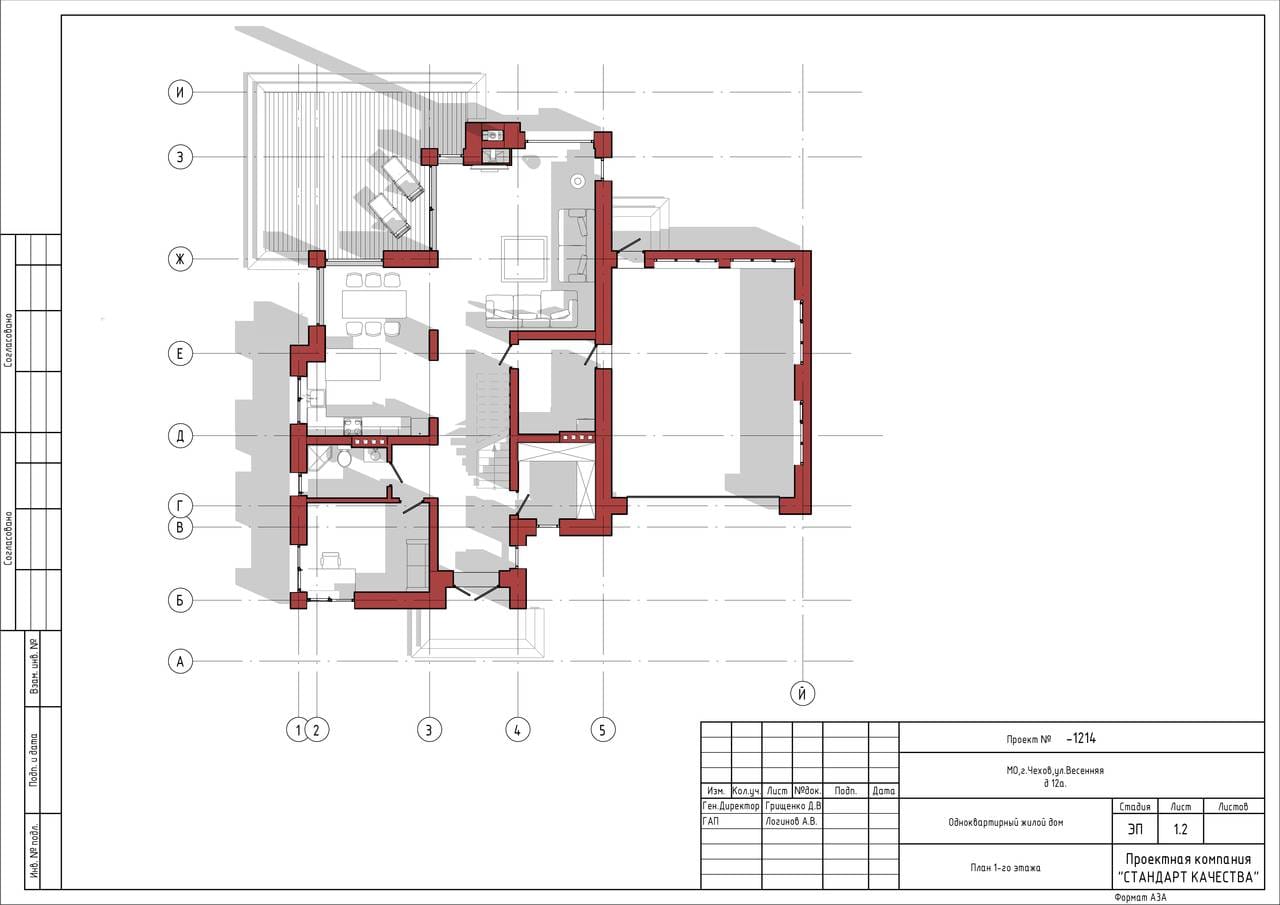 И
З
Ж
Е
Д
Г
В
Б
А
1
2
3
4
5
Й
Согласовано
Согласовано
Взам. инв. №
Подп. и дата
Инв. № подл.
Проект № -1214
МО,г.Чехов,ул.Весенняя
д 12а.
Изм. Кол.уч. Лист №док. Подп. Дата
Ген.Директор Грищенко Д.В
ГАП Логинов А.В.
Одноквартирный жилой дом
Стадия Лист Листов
ЭП 1.2
План 1-го этажа
Проектная компания
"СТАНДАРТ КАЧЕСТВА"
Формат А3А